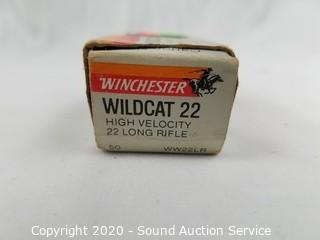 WINCHESTER
WILDCAT 22
HIGH VELOCITY
22 LONG RIFLE
50 WW22LR
Copyright © 2020 - Sound Auction Service